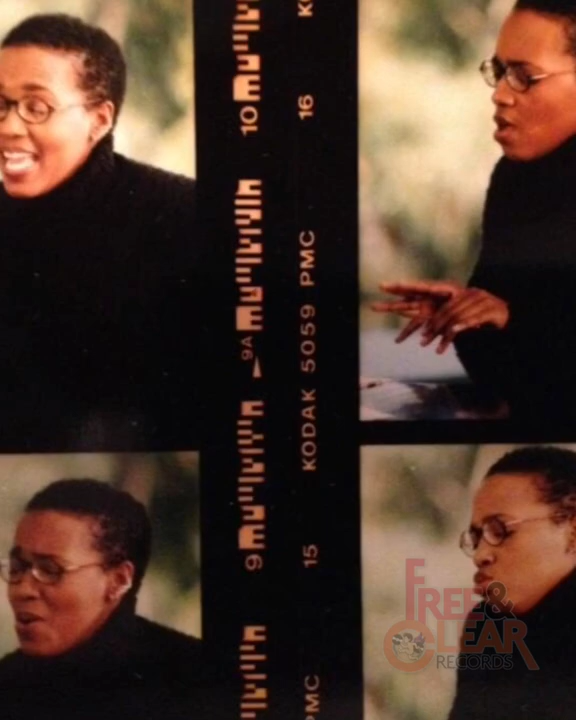 10
9A
9
16
KODAK 5059 PMC
15
PMC
FREE &
CLEAR
RECORDS